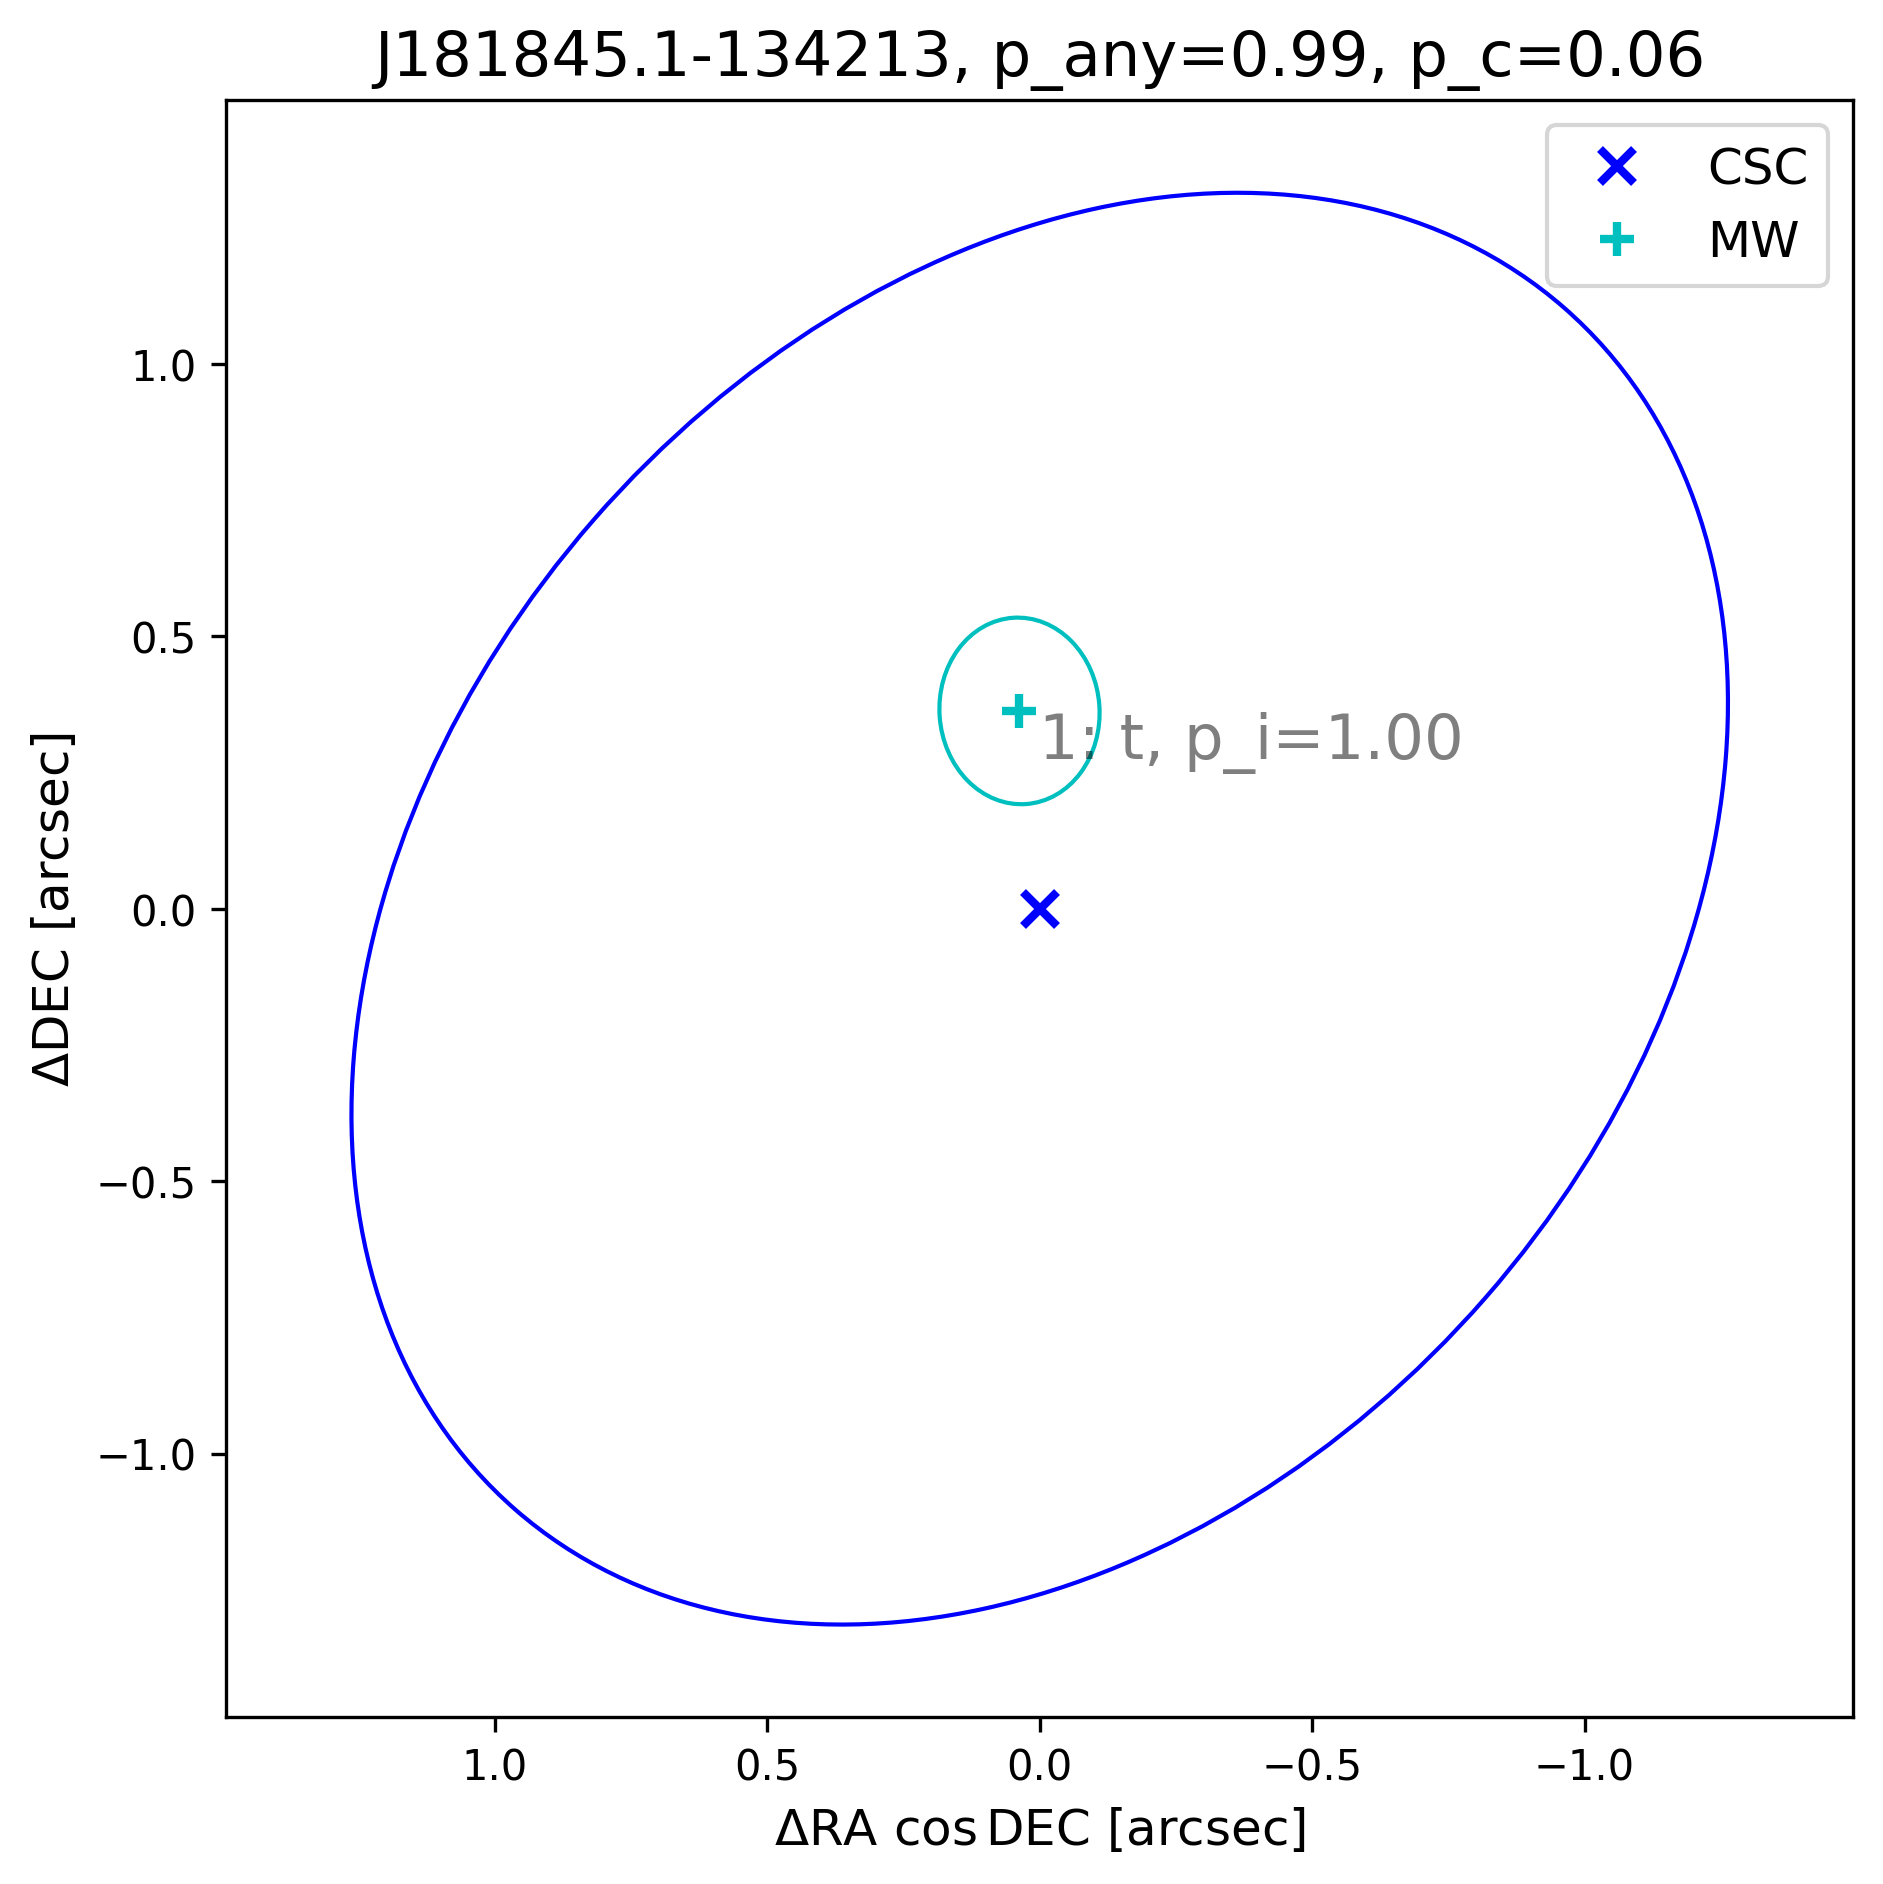 J181845.1-134213, p_any=0.99, p_c=0.06
CSC
MW
1.0
0.5
0.0
−0.5
−1.0
ΔDEC [arcsec]
1: t, p_i=1.00
1.0
0.5
0.0
−0.5
−1.0
ΔRA cos DEC [arcsec]